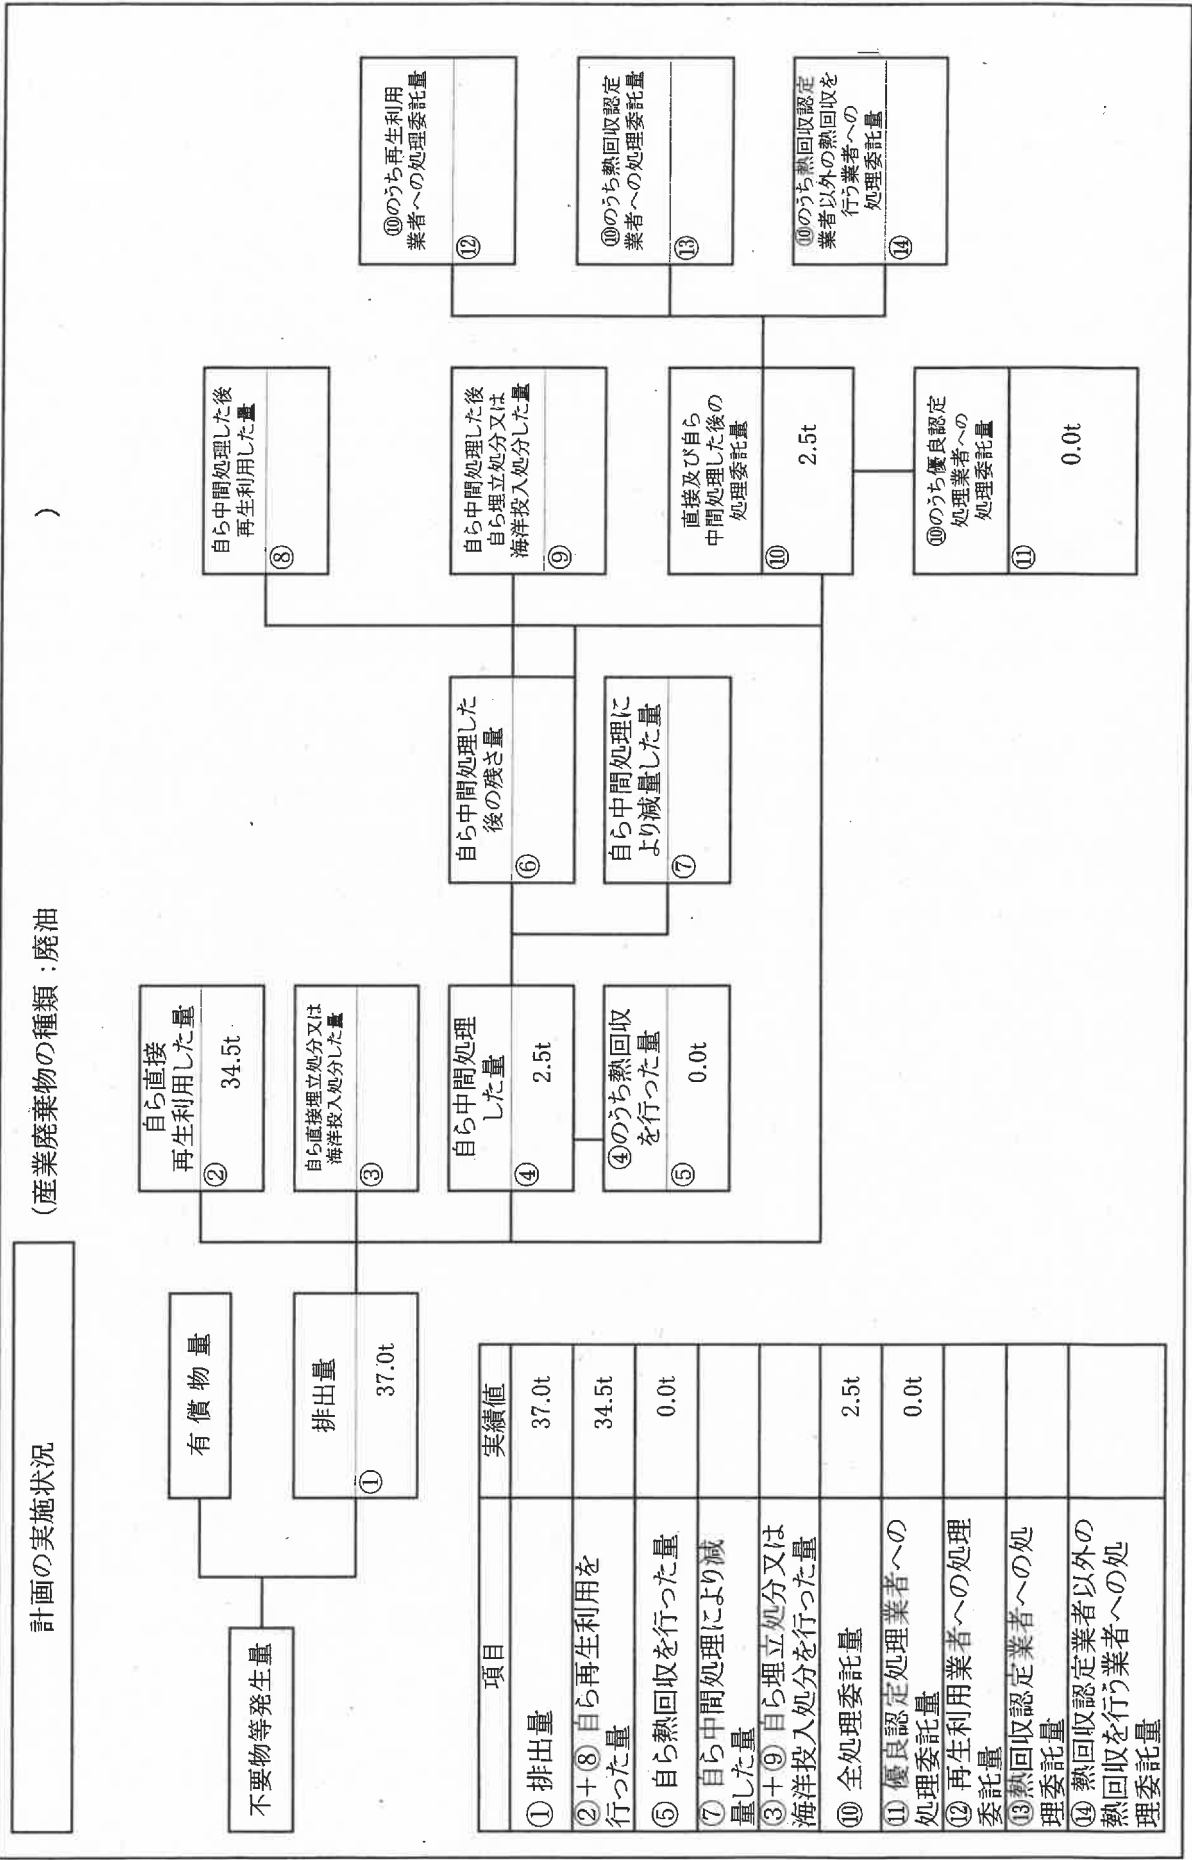 計画の実施状況
(産業廃棄物の種類：廃油
)
不要物等発生量
有償物量
排出量
①
37.0t
自ら直接
再生利用した量
②
34.5t
自ら直接埋立処分又は
海洋投入処分した量
③
自ら中間処理
した量
④
2.5t
④のうち熱回収
を行った量
⑤
0.0t
自ら中間処理した
後の残さ量
⑥
自ら中間処理に
より減量した量
⑦
自ら中間処理した後
再生利用した量
⑧
自ら中間処理した後
自ら埋立処分又は
海洋投入処分した量
⑨
直接及び自ら
中間処理した後の
処理委託量
⑩
2.5t
⑩のうち優良認定
処理業者への
処理委託量
⑪
0.0t
⑩のうち再生利用
業者への処理委託量
⑫
⑩のうち熱回収認定
業者への処理委託量
⑬
⑩のうち熱回収認定
業者以外の熱回収を
行う業者への
処理委託量
⑭
項目 実績値
①排出量 37.0t
②＋⑧自ら再生利用を
行った量 34.5t
⑤自ら熱回収を行った量 0.0t
⑦自ら中間処理により減
量した量
③＋⑨自ら埋立処分又は
海洋投入処分を行った量
⑩全処理委託量 2.5t
⑪優良認定処理業者への
処理委託量 0.0t
⑫再生利用業者への処理
委託量
⑬熱回収認定業者への処
理委託量
⑭熱回収認定業者以外の
熱回収を行う業者への処
理委託量